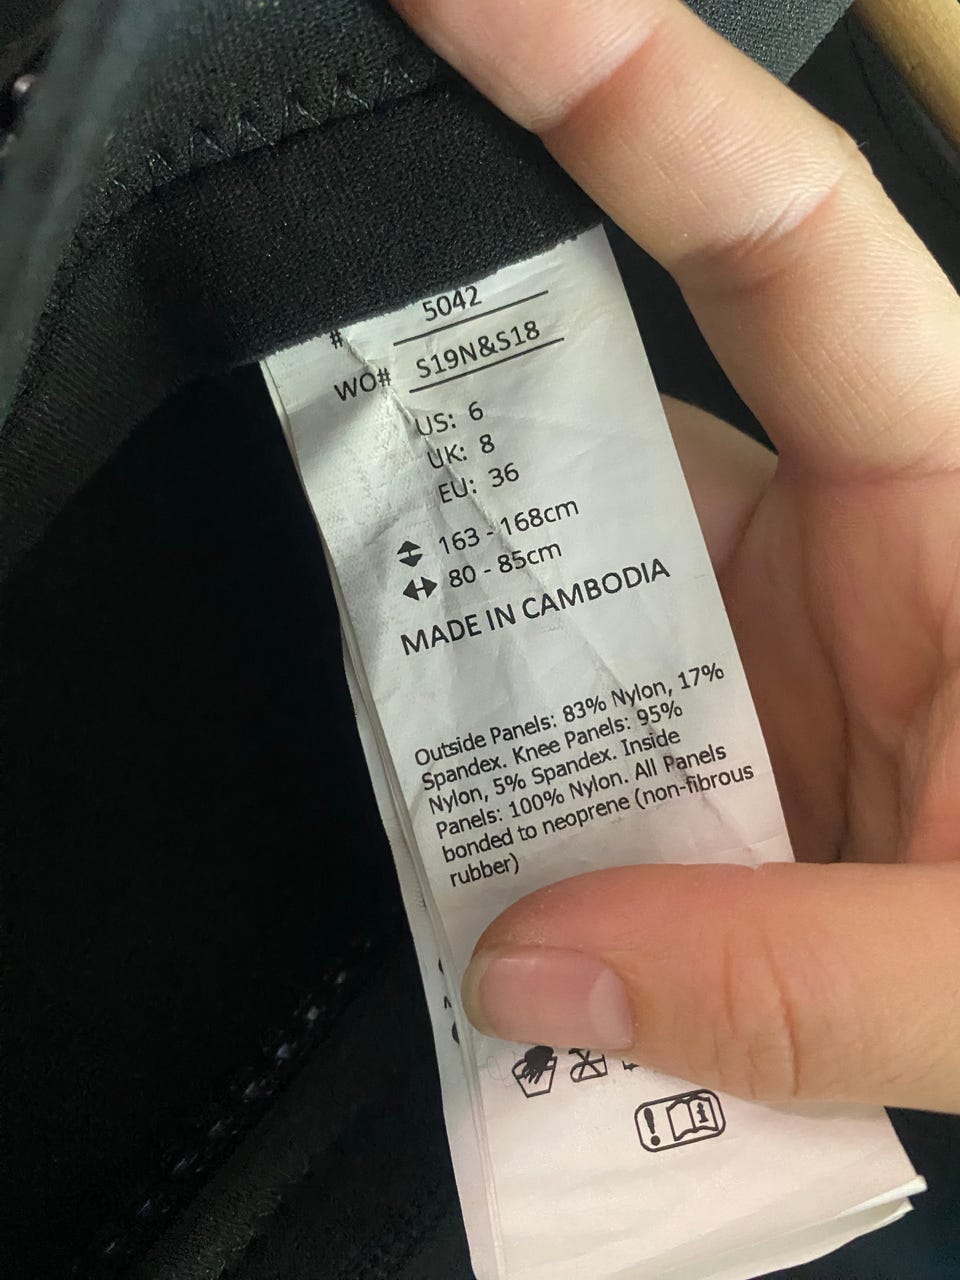 # 5042
WO# S19N&S18
US: 6
UK: 8
EU: 36
163 - 168cm
80 - 85cm
MADE IN CAMBODIA
Outside Panels: 83% Nylon, 17%
Spandex. Knee Panels: 95%
Nylon, 5% Spandex. Inside
Panels: 100% Nylon. All Panels
bonded to neoprene (non-fibrous
rubber)